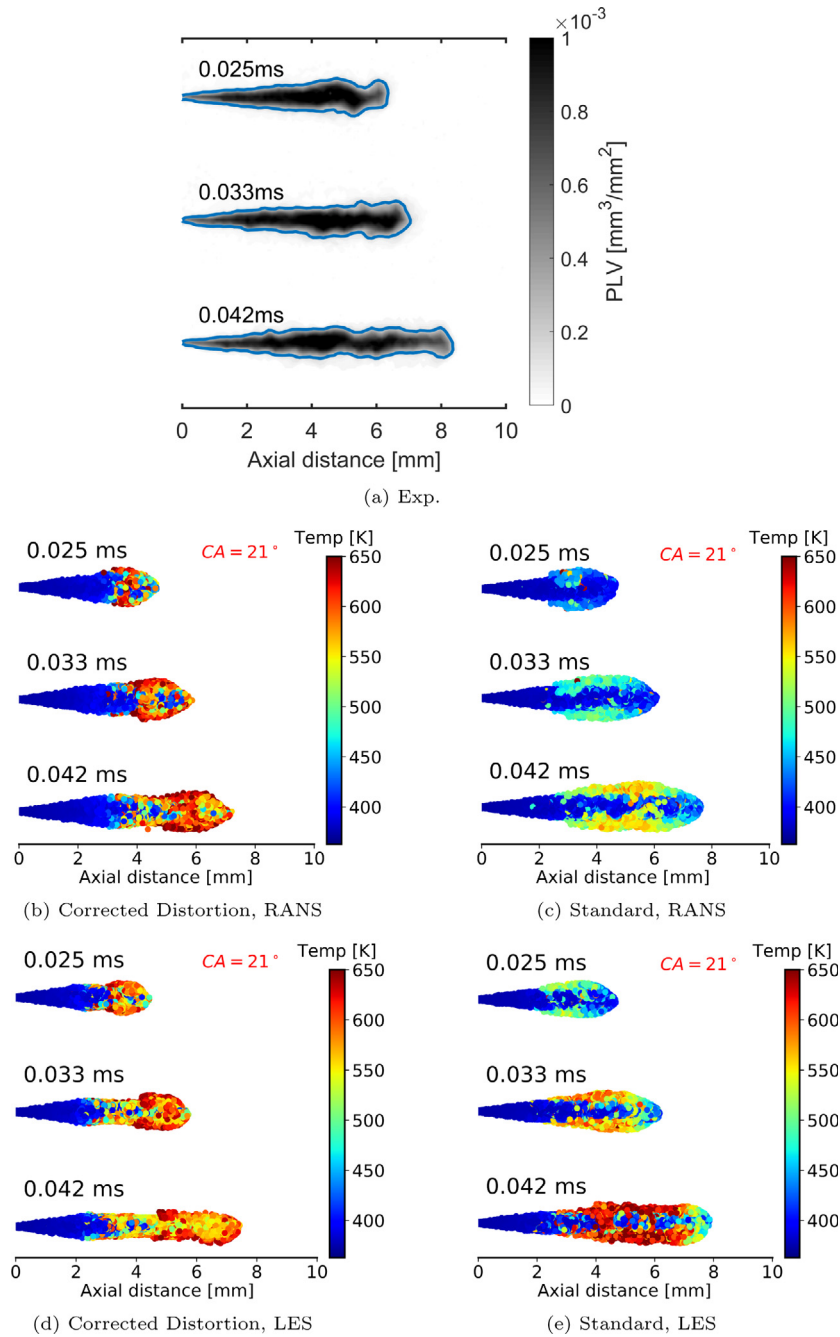 ×10⁻³
0.025ms
0.033ms
0.042ms
1
0.8
0.6
0.4
0.2
0
PLV [mm³/mm²]
0 2 4 6 8 10
Axial distance [mm]
(a) Exp.
0.025 ms
CA = 21°
Temp [K]
650
600
550
500
450
400
0.033 ms
0.042 ms
0 2 4 6 8 10
Axial distance [mm]
(b) Corrected Distortion, RANS
0.025 ms
CA = 21°
Temp [K]
650
600
550
500
450
400
0.033 ms
0.042 ms
0 2 4 6 8 10
Axial distance [mm]
(c) Standard, RANS
0.025 ms
CA = 21°
Temp [K]
650
600
550
500
450
400
0.033 ms
0.042 ms
0 2 4 6 8 10
Axial distance [mm]
(d) Corrected Distortion, LES
0.025 ms
CA = 21°
Temp [K]
650
600
550
500
450
400
0.033 ms
0.042 ms
0 2 4 6 8 10
Axial distance [mm]
(e) Standard, LES